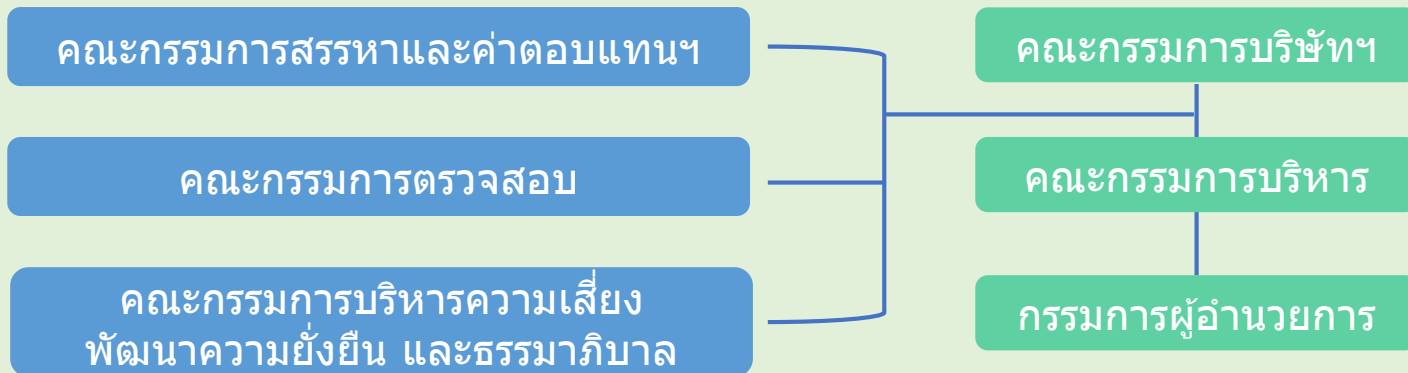 คณะกรรมการสรรหาและค่าตอบแทนฯ
คณะกรรมการบริษัทฯ
คณะกรรมการตรวจสอบ
คณะกรรมการบริหาร
คณะกรรมการบริหารความเสี่ยง
พัฒนาความยั่งยืน และธรรมาภิบาล
กรรมการผู้อำนวยการ